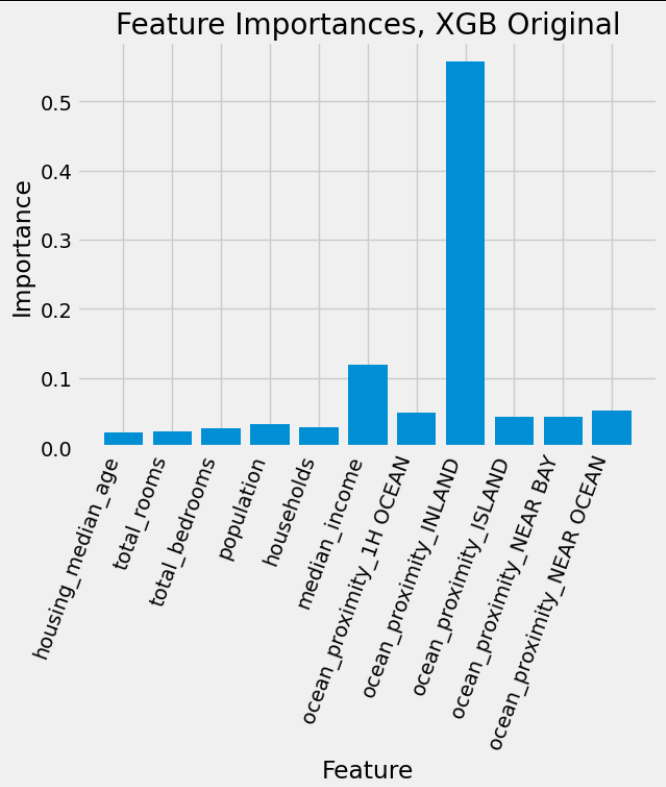 Feature Importances, XGB Original
Importance
0.5
0.4
0.3
0.2
0.1
0.0
housing_median_age
total_rooms
total_bedrooms
population
households
median_income
ocean_proximity_1H OCEAN
ocean_proximity_INLAND
ocean_proximity_ISLAND
ocean_proximity_NEAR BAY
ocean_proximity_NEAR OCEAN
Feature